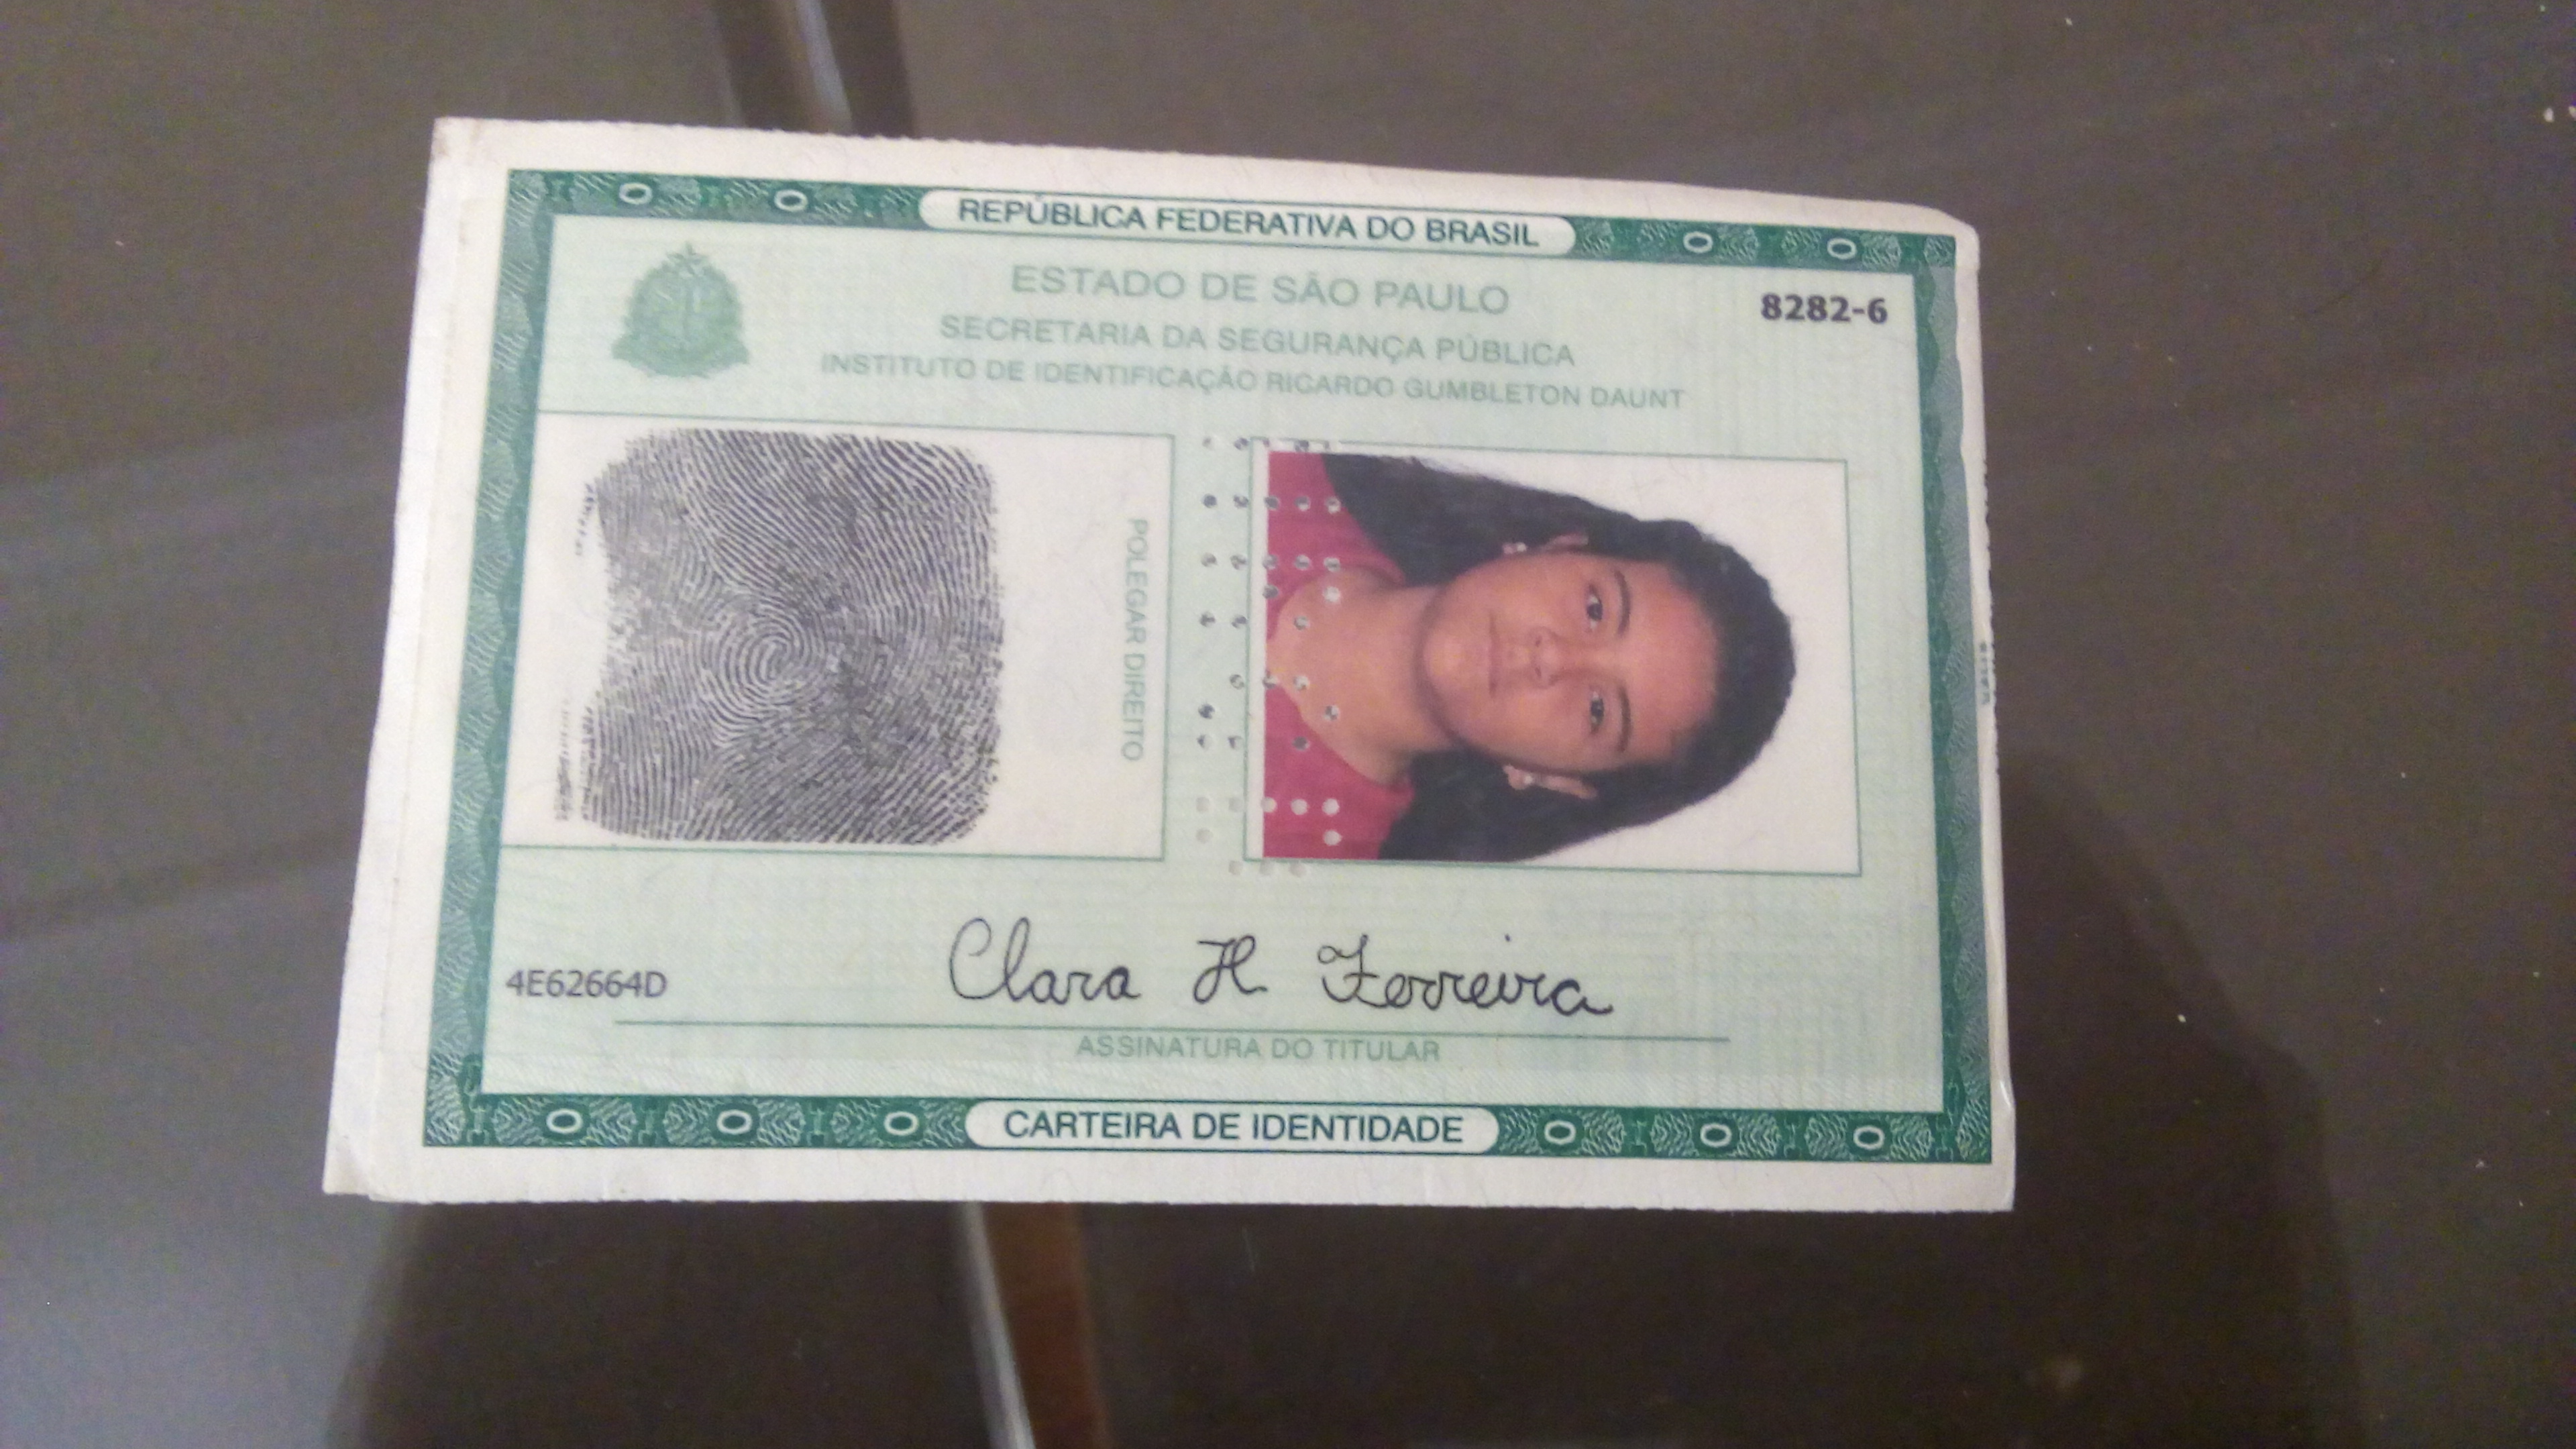 REPÚBLICA FEDERATIVA DO BRASIL
ESTADO DE SÃO PAULO
8282-6
SECRETARIA DA SEGURANÇA PÚBLICA
INSTITUTO DE IDENTIFICAÇÃO RICARDO GUMBLETON DAUNT
POLEGAR DIREITO
Clara H Ferreira
4E62664D
ASSINATURA DO TITULAR
CARTEIRA DE IDENTIDADE